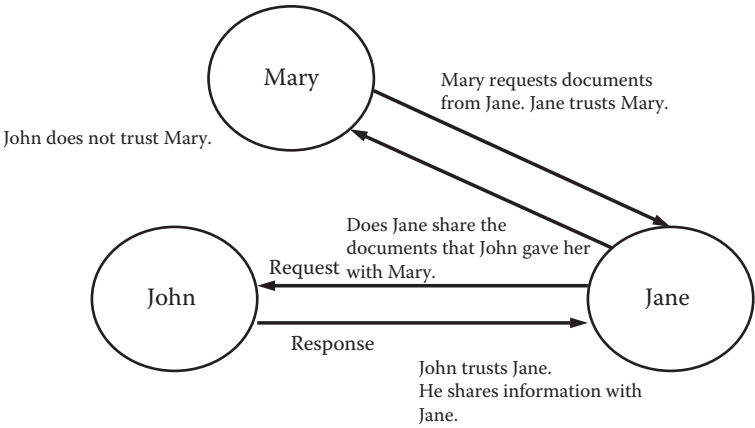 Mary
Mary requests documents
from Jane. Jane trusts Mary.
John does not trust Mary.
Does Jane share the
documents that John gave her
with Mary.
Request
John
Jane
Response
John trusts Jane.
He shares information with
Jane.